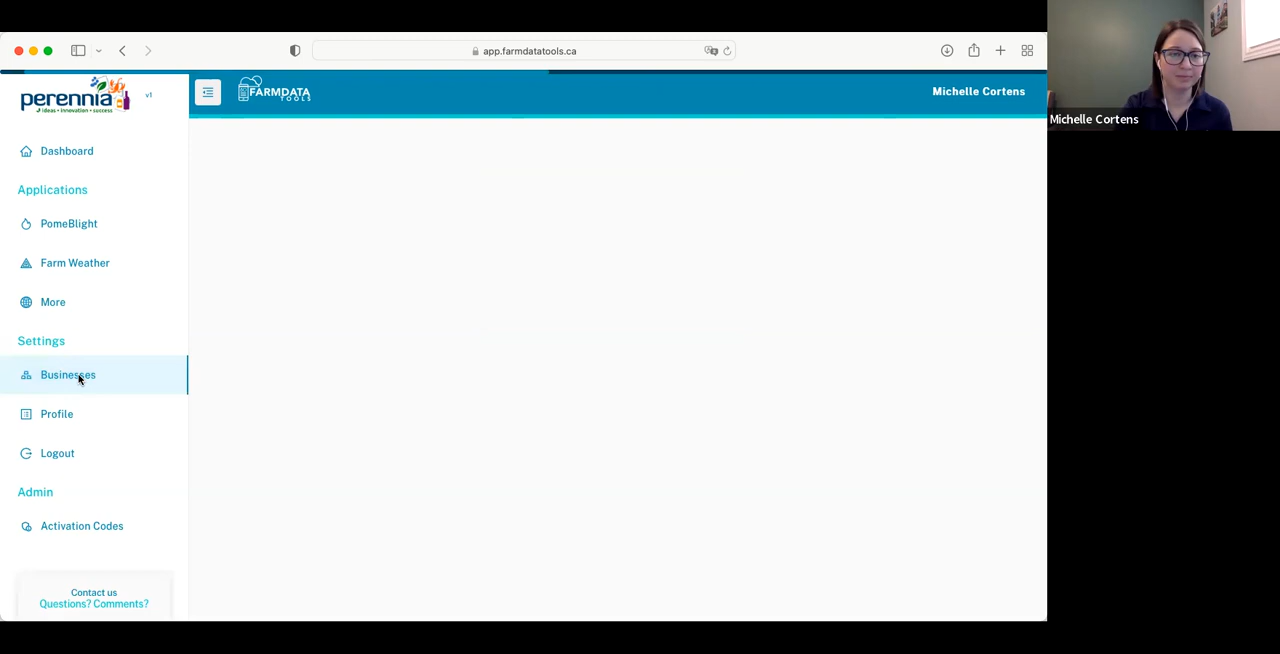 app.farmdatatools.ca
perennia
ideas • innovation • success
v1
FARMDATA
TOOLS
Michelle Cortens
Michelle Cortens
Dashboard
Applications
PomeBlight
Farm Weather
More
Settings
Businesses
Profile
Logout
Admin
Activation Codes
Contact us
Questions? Comments?